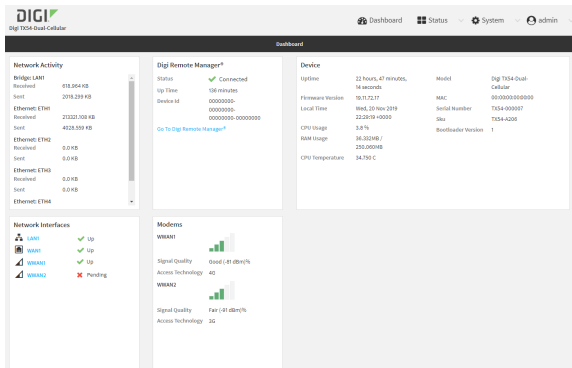 DIGI
Digi TX54-Dual-Cellular
Dashboard
Status
System
admin
Dashboard
Network Activity
Bridge: LAN1
Received 618.964 KB
Sent 2018.299 KB
Ethernet: ETH1
Received 213321.108 KB
Sent 4028.559 KB
Ethernet: ETH2
Received 0.0 KB
Sent 0.0 KB
Ethernet: ETH3
Received 0.0 KB
Sent 0.0 KB
Ethernet: ETH4
Digi Remote Manager®
Status Connected
Up Time 136 minutes
Device Id 00000000-
00000000-
00000000-00000000
Go To Digi Remote Manager®
Device
Uptime 22 hours, 41 minutes,
14 seconds
Firmware Version 19.11.72.17
Local Time Wed, 20 Nov 2019
22:29:19 +0000
CPU Usage 3.8 %
RAM Usage 36.332MB /
250.060MB
CPU Temperature 34.750 C
Model Digi TX54-Dual-
Cellular
MAC 00:00:00:00:00:00
Serial Number TX54-000007
Sku TX54-A206
Bootloader Version 1
Network Interfaces
LAN1 Up
WAN1 Up
WWAN1 Up
WWAN2 Pending
Modems
WWAN1
Signal Quality Good (-81 dBm)%
Access Technology 4G
WWAN2
Signal Quality Fair (-91 dBm)%
Access Technology 3G